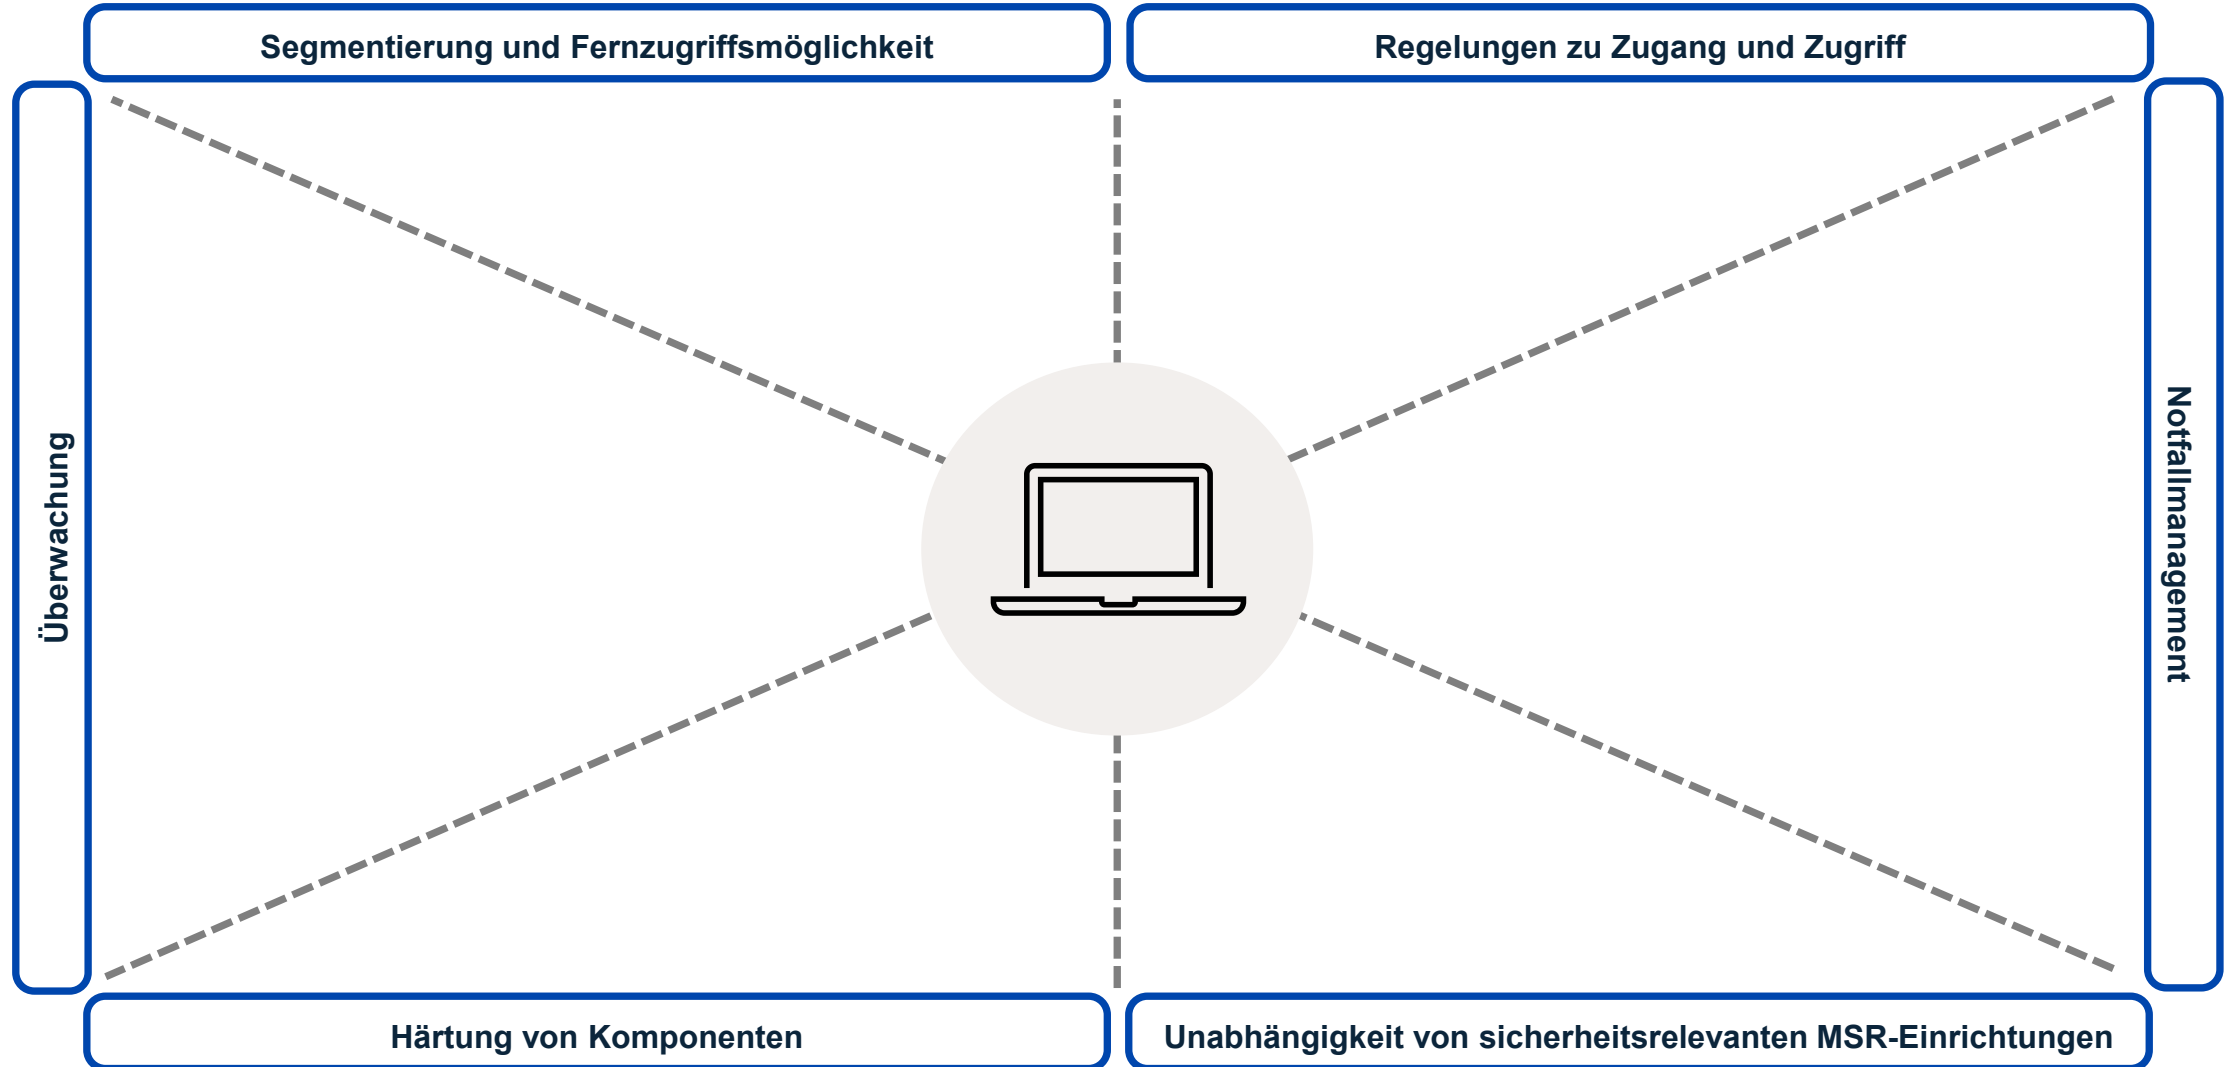 Segmentierung und Fernzugriffsmöglichkeit
Regelungen zu Zugang und Zugriff
Überwachung
Notfallmanagement
Härtung von Komponenten
Unabhängigkeit von sicherheitsrelevanten MSR-Einrichtungen